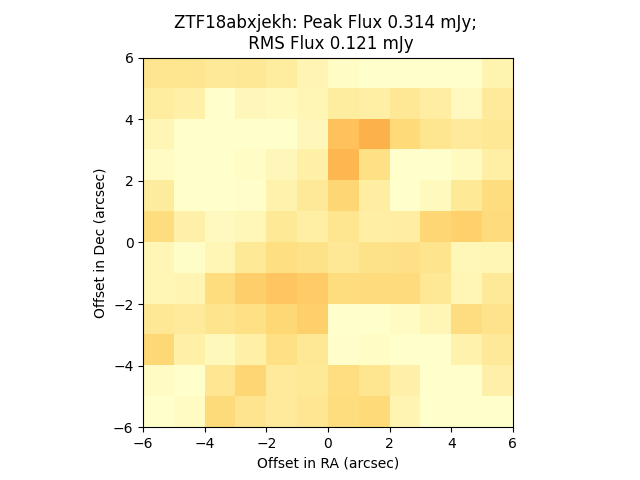 ZTF18abxjekh: Peak Flux 0.314 mJy;
RMS Flux 0.121 mJy
Offset in Dec (arcsec)
6
4
2
0
−2
−4
−6
−6 −4 −2 0 2 4 6
Offset in RA (arcsec)